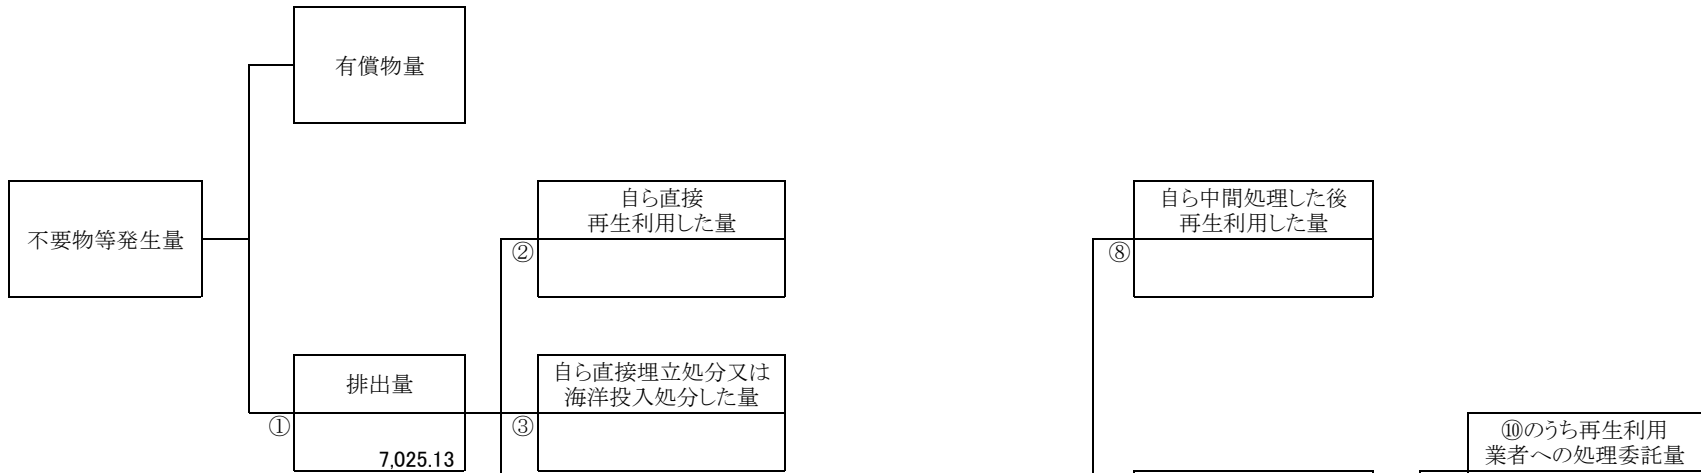 有償物量
不要物等発生量
自ら直接
再生利用した量
②
自ら中間処理した後
再生利用した量
⑧
排出量
①
7,025.13
自ら直接埋立処分又は
海洋投入処分した量
③
⑩のうち再生利用
業者への処理委託量